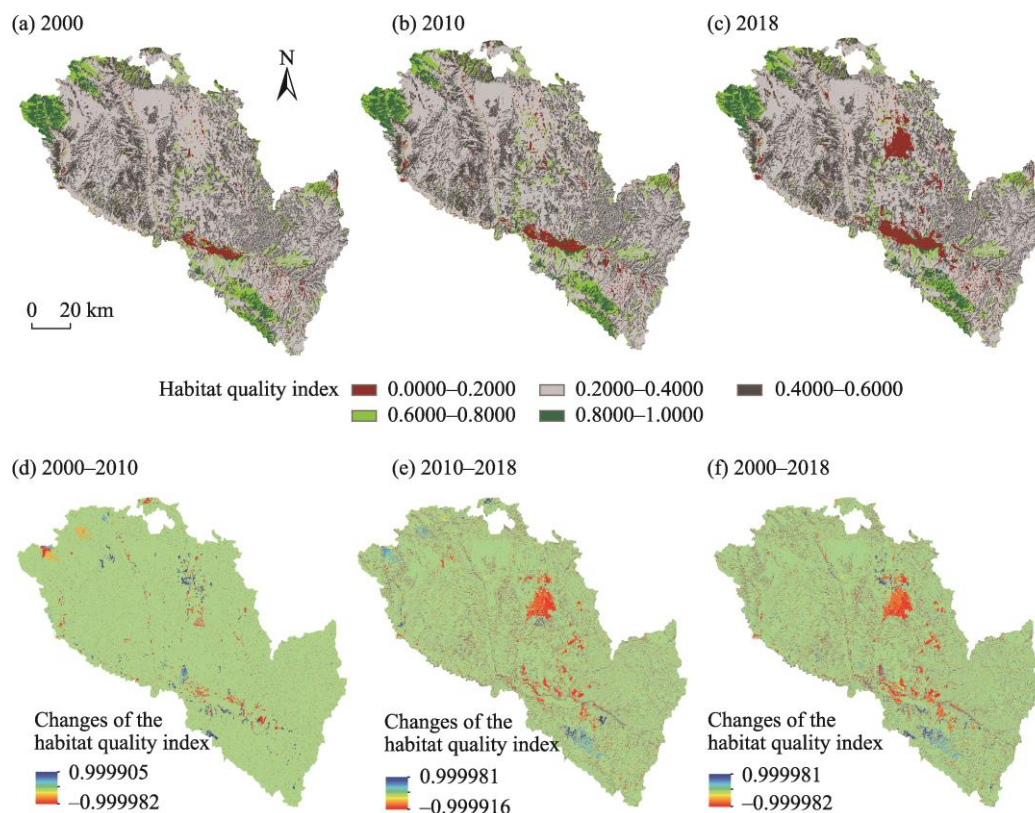 (a) 2000
(b) 2010
(c) 2018
N
0 20 km
Habitat quality index
0.0000–0.2000
0.2000–0.4000
0.4000–0.6000
0.6000–0.8000
0.8000–1.0000
(d) 2000–2010
(e) 2010–2018
(f) 2000–2018
Changes of the
habitat quality index
0.999905
–0.999982
Changes of the
habitat quality index
0.999981
–0.999916
Changes of the
habitat quality index
0.999981
–0.999982